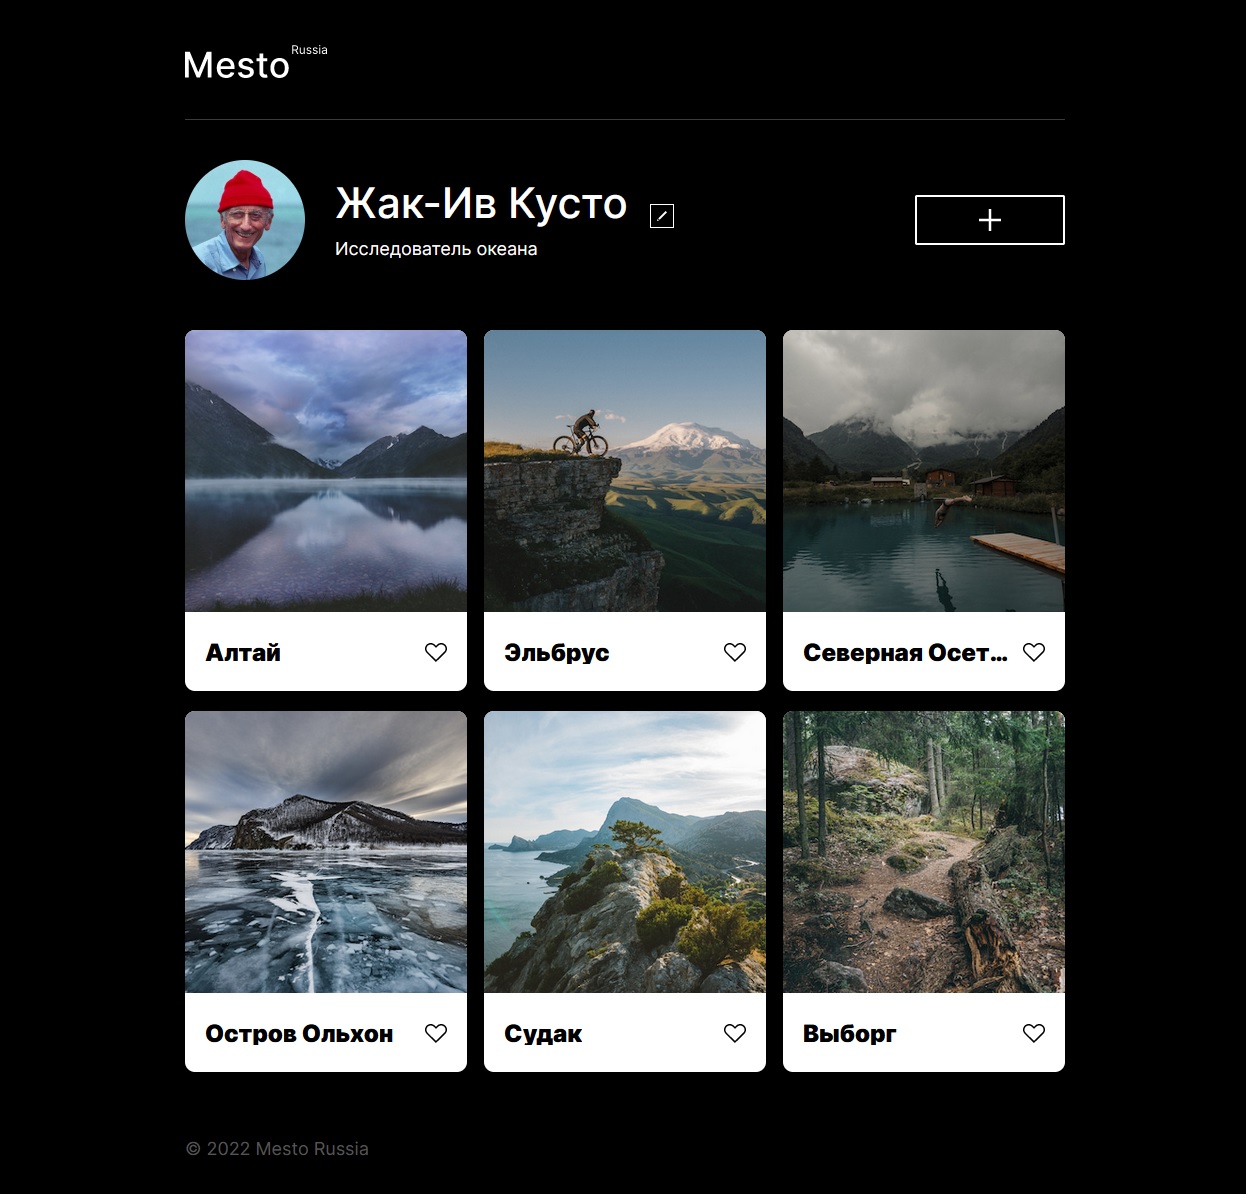 Mesto Russia
Жак-Ив Кусто
Исследователь океана
Алтай
Эльбрус
Северная Осет...
Остров Ольхон
Судак
Выборг
© 2022 Mesto Russia